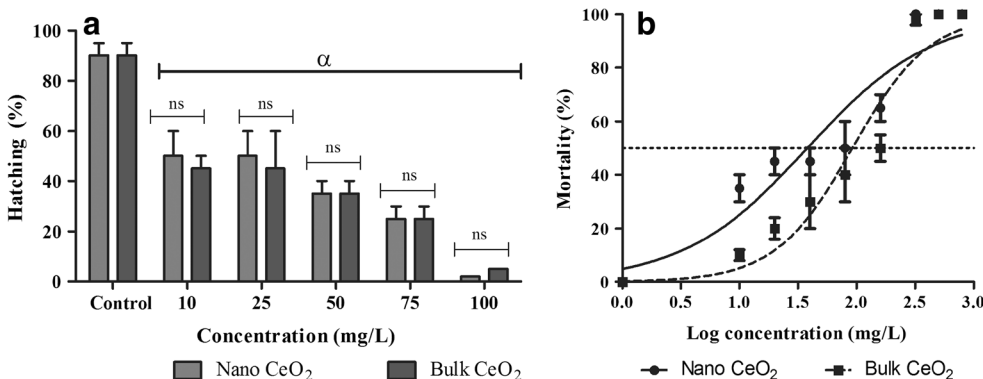 a
Hatching (%)
100
80
60
40
20
0
α
ns
ns
ns
ns
ns
Control 10 25 50 75 100
Concentration (mg/L)
Nano CeO₂ Bulk CeO₂
b
Mortality (%)
100
80
60
40
20
0
0.0 0.5 1.0 1.5 2.0 2.5 3.0
Log concentration (mg/L)
Nano CeO₂ Bulk CeO₂